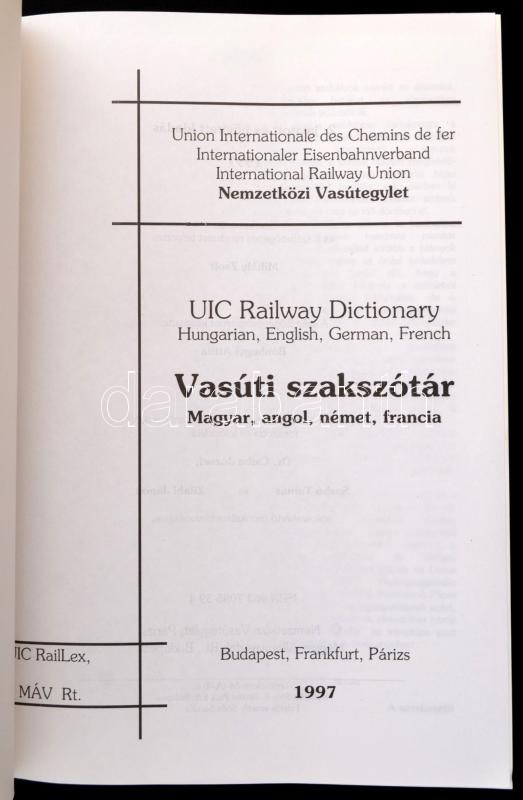 Union Internationale des Chemins de fer
Internationaler Eisenbahnverband
International Railway Union
Nemzetközi Vasútegylet
UIC Railway Dictionary
Hungarian, English, German, French
Vasúti szakszótár
Magyar, angol, német, francia
UIC RailLex,
MÁV Rt.
Budapest, Frankfurt, Párizs
1997